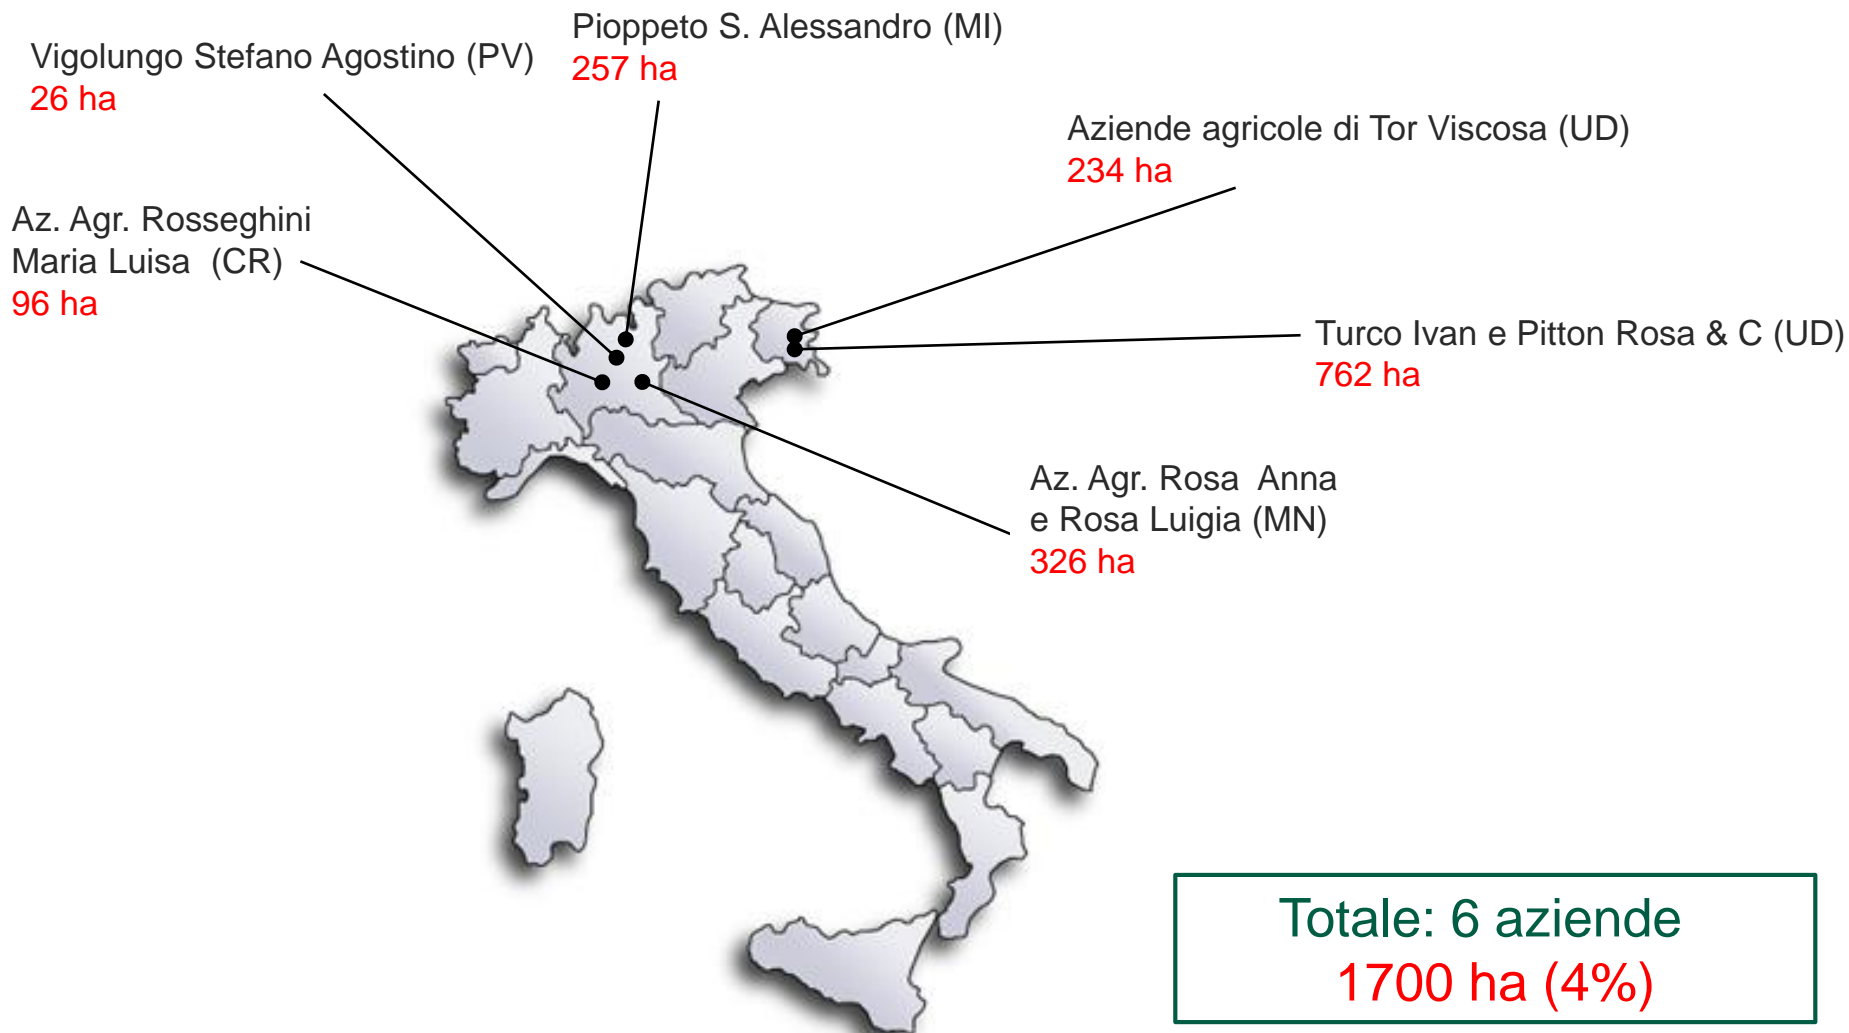 Pioppeto S. Alessandro (MI)
257 ha
Vigolungo Stefano Agostino (PV)
26 ha
Aziende agricole di Tor Viscosa (UD)
234 ha
Az. Agr. Rosseghini
Maria Luisa (CR)
96 ha
Turco Ivan e Pitton Rosa & C (UD)
762 ha
Az. Agr. Rosa Anna
e Rosa Luigia (MN)
326 ha
Totale: 6 aziende
1700 ha (4%)